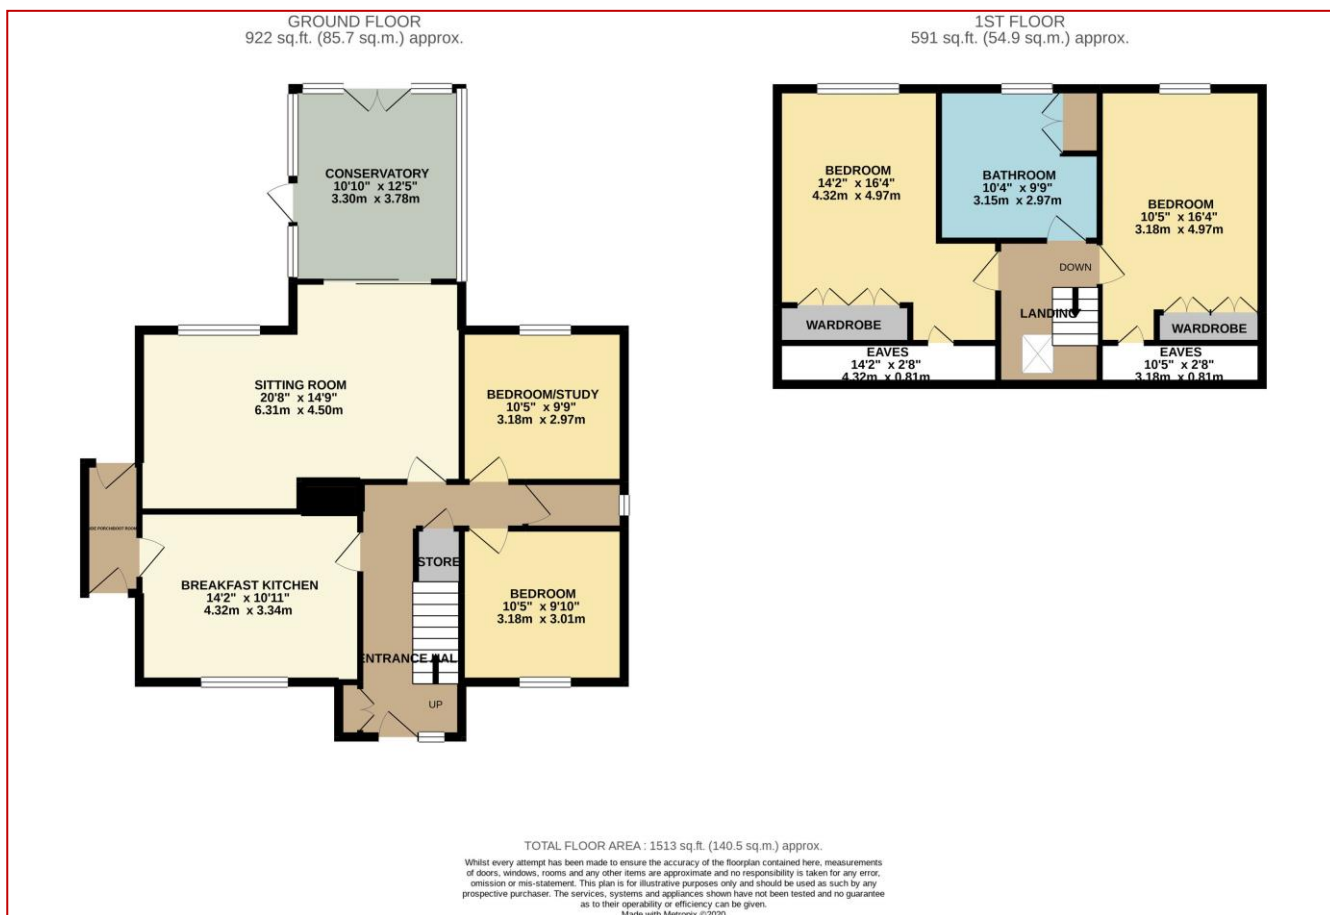 GROUND FLOOR
922 sq.ft. (85.7 sq.m.) approx.
CONSERVATORY
10'10" x 12'5"
3.30m x 3.78m
SITTING ROOM
20'8" x 14'9"
6.31m x 4.50m
BEDROOM/STUDY
10'5" x 9'9"
3.18m x 2.97m
BREAKFAST KITCHEN
14'2" x 10'11"
4.32m x 3.34m
STORE
BEDROOM
10'5" x 9'10"
3.18m x 3.01m
ENTRANCE HALL
UP
1ST FLOOR
591 sq.ft. (54.9 sq.m.) approx.
BEDROOM
14'2" x 16'4"
4.32m x 4.97m
BATHROOM
10'4" x 9'9"
3.15m x 2.97m
BEDROOM
10'5" x 16'4"
3.18m x 4.97m
DOWN
LANDING
WARDROBE
WARDROBE
EAVES
14'2" x 2'8"
4.32m x 0.81m
EAVES
10'5" x 2'8"
3.18m x 0.81m
TOTAL FLOOR AREA : 1513 sq.ft. (140.5 sq.m.) approx.
Whilst every attempt has been made to ensure the accuracy of the floorplan contained here, measurements
of doors, windows, rooms and any other items are approximate and no responsibility is taken for any error,
omission or mis-statement. This plan is for illustrative purposes only and should be used as such by any
prospective purchaser. The services, systems and appliances shown have not been tested and no guarantee
as to their operability or efficiency can be given.
Made with Metropix ©2020